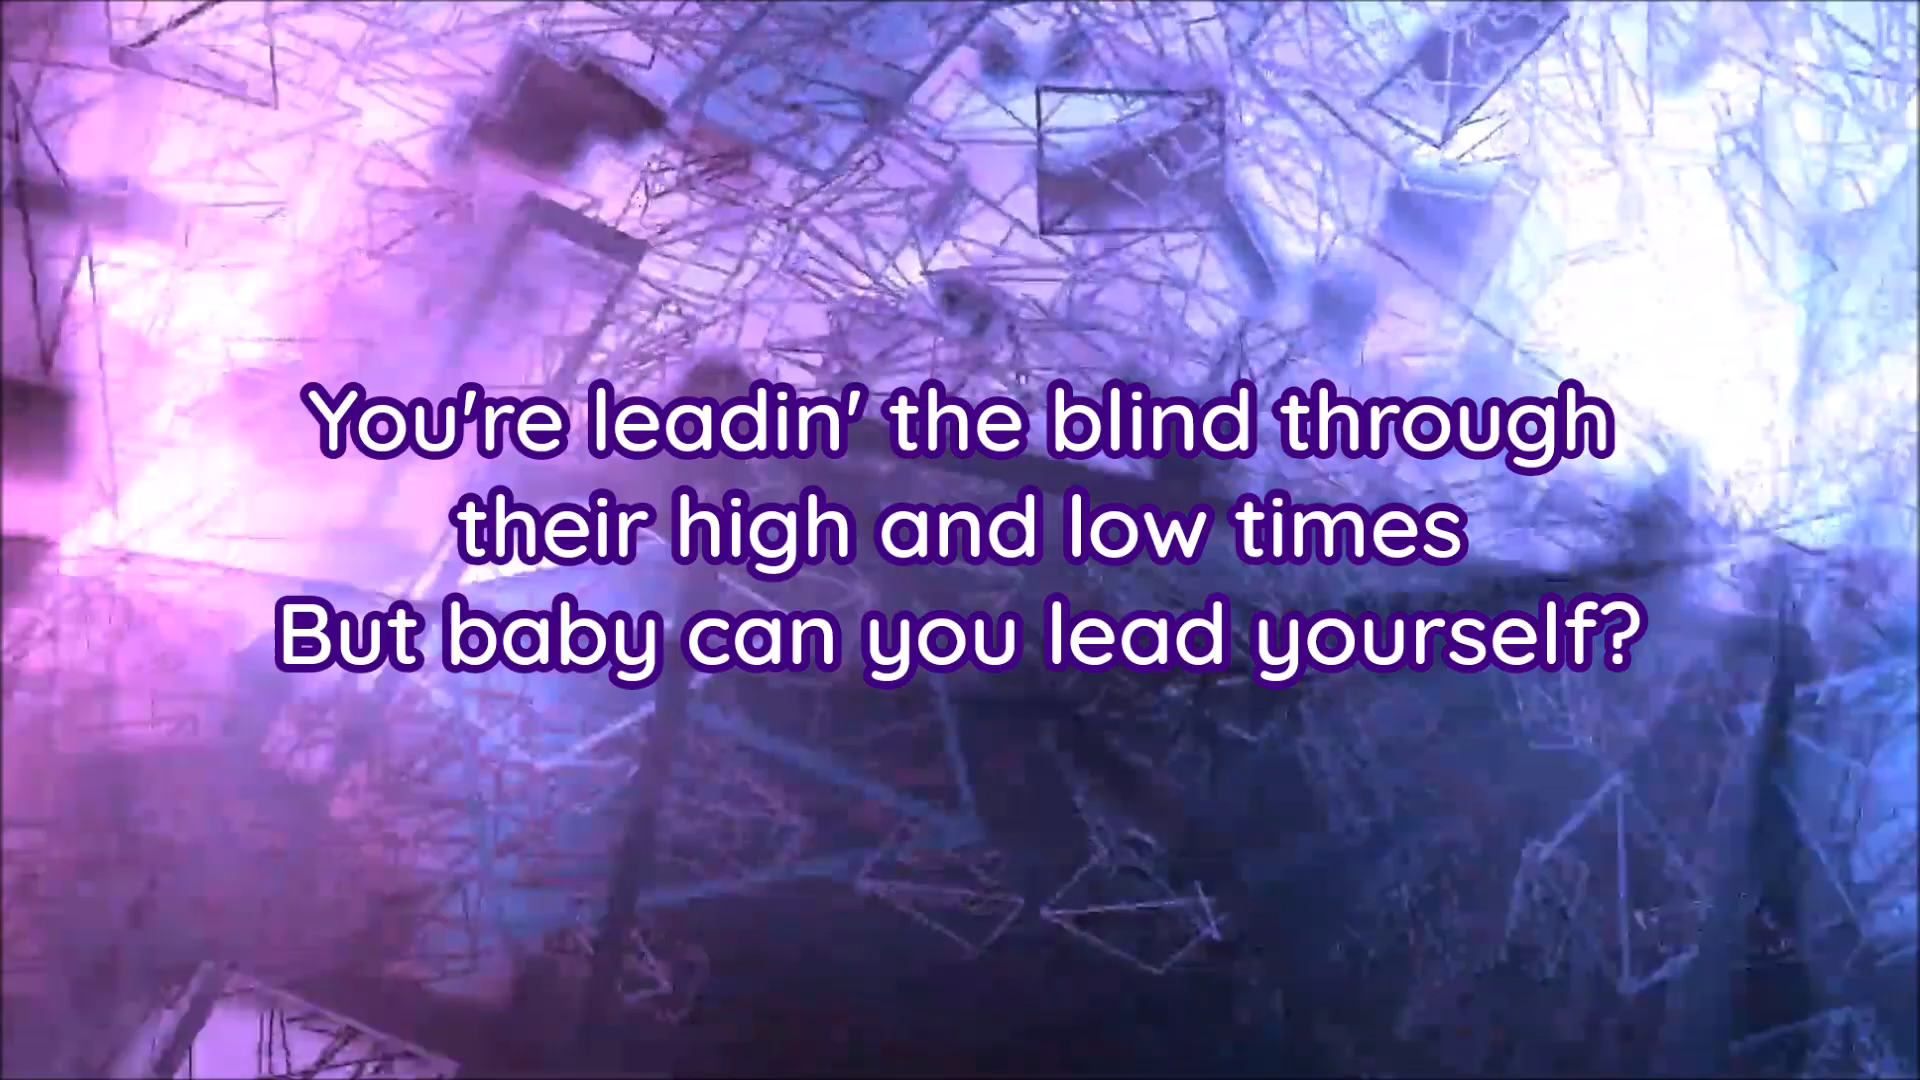 You're leadin' the blind through
their high and low times
But baby can you lead yourself?